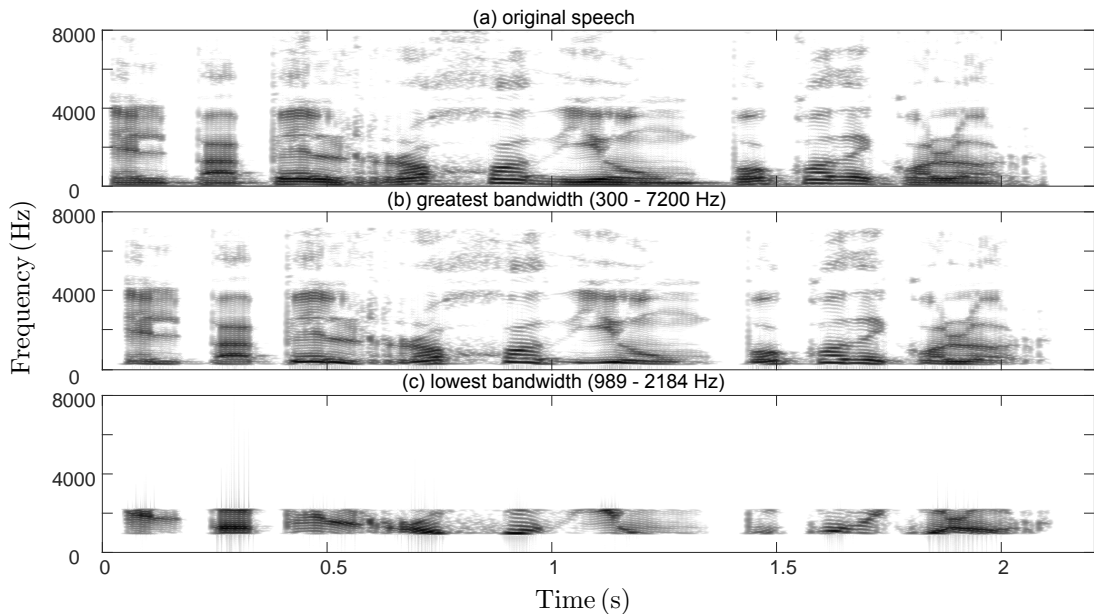 (a) original speech
8000
4000
0
(b) greatest bandwidth (300 - 7200 Hz)
8000
4000
0
Frequency (Hz)
(c) lowest bandwidth (989 - 2184 Hz)
8000
4000
0
0 0.5 1 1.5 2
Time (s)